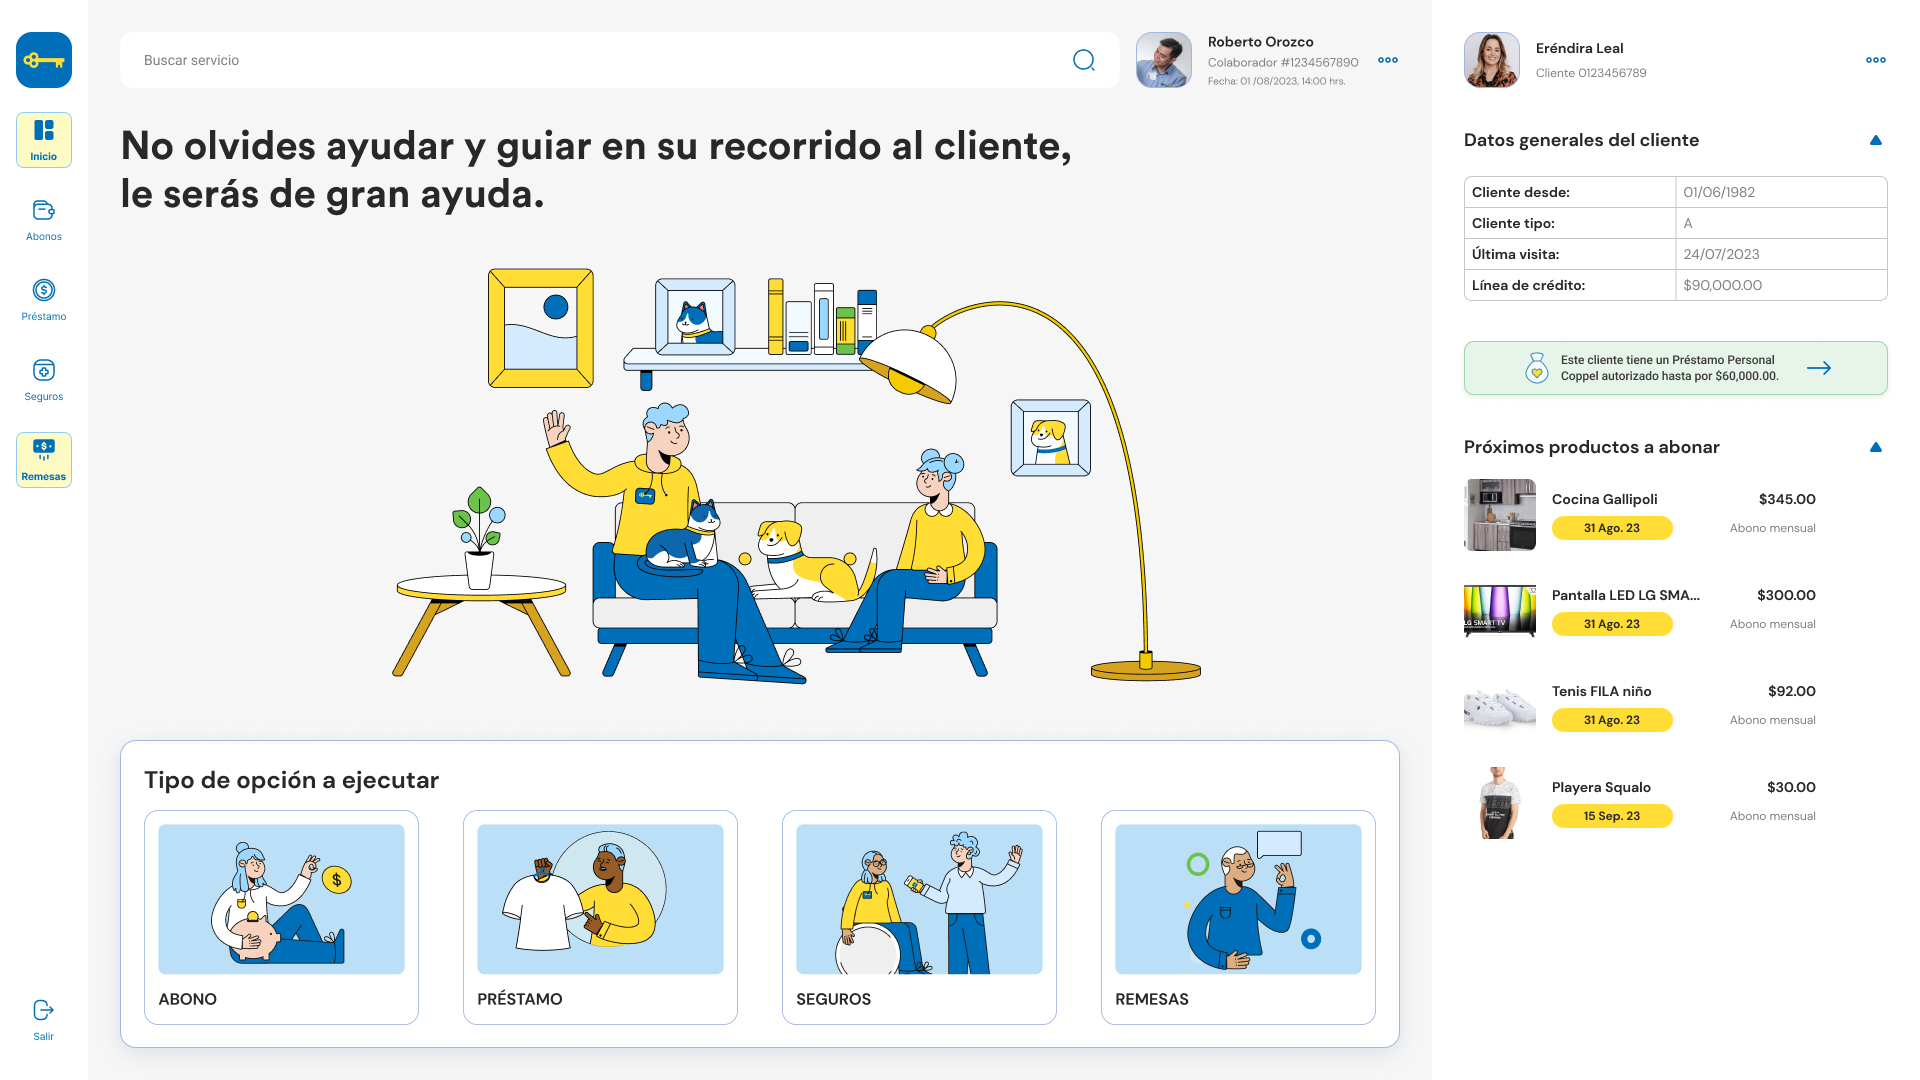 Inicio
Abonos
Préstamo
Seguros
Remesas
Salir
Buscar servicio
Roberto Orozco
Colaborador #1234567890
Fecha: 01 /08/2023, 14:00 hrs.
No olvides ayudar y guiar en su recorrido al cliente,
le serás de gran ayuda.
Tipo de opción a ejecutar
$
ABONO
PRÉSTAMO
SEGUROS
REMESAS
Eréndira Leal
Cliente 0123456789
Datos generales del cliente
Cliente desde: 01/06/1982
Cliente tipo: A
Última visita: 24/07/2023
Línea de crédito: $90,000.00
Este cliente tiene un Préstamo Personal
Coppel autorizado hasta por $60,000.00.
Próximos productos a abonar
Cocina Gallipoli $345.00
31 Ago. 23 Abono mensual
Pantalla LED LG SMA... $300.00
LG SMART TV
31 Ago. 23 Abono mensual
Tenis FILA niño $92.00
31 Ago. 23 Abono mensual
Playera Squalo $30.00
15 Sep. 23 Abono mensual